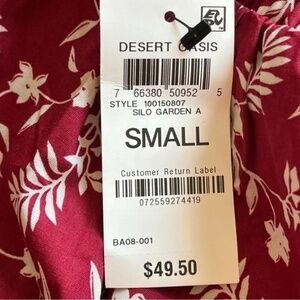 DESERT OASIS
7 66380 50952 5
STYLE 100150807
SILO GARDEN A
SMALL
Customer Return Label
072559274419
BA08-001
$49.50